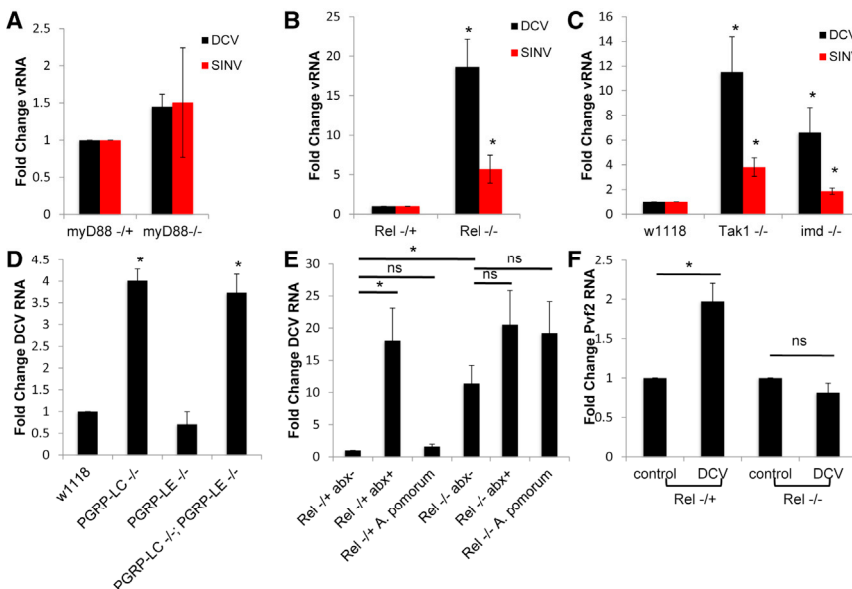 A
Fold Change vRNA
2.5
2
1.5
1
0.5
0
DCV
SINV
myD88 -/+
myD88-/-
B
Fold Change vRNA
25
20
15
10
5
0
*
*
DCV
SINV
Rel -/+
Rel -/-
C
Fold Change vRNA
16
14
12
10
8
6
4
2
0
*
*
*
*
DCV
SINV
w1118
Tak1 -/-
imd -/-
D
Fold Change DCV RNA
4.5
4
3.5
3
2.5
2
1.5
1
0.5
0
*
*
w1118
PGRP-LC -/-
PGRP-LE -/-
PGRP-LC -/-; PGRP-LE -/-
E
Fold Change DCV RNA
30
25
20
15
10
5
0
*
ns
ns
*
ns
Rel -/+ abx-
Rel -/+ abx+
Rel -/+ A. pomorum
Rel -/- abx-
Rel -/- abx+
Rel -/- A. pomorum
F
Fold Change Pvf2 RNA
2.5
2
1.5
1
0.5
0
*
ns
control
DCV
control
DCV
Rel -/+
Rel -/-